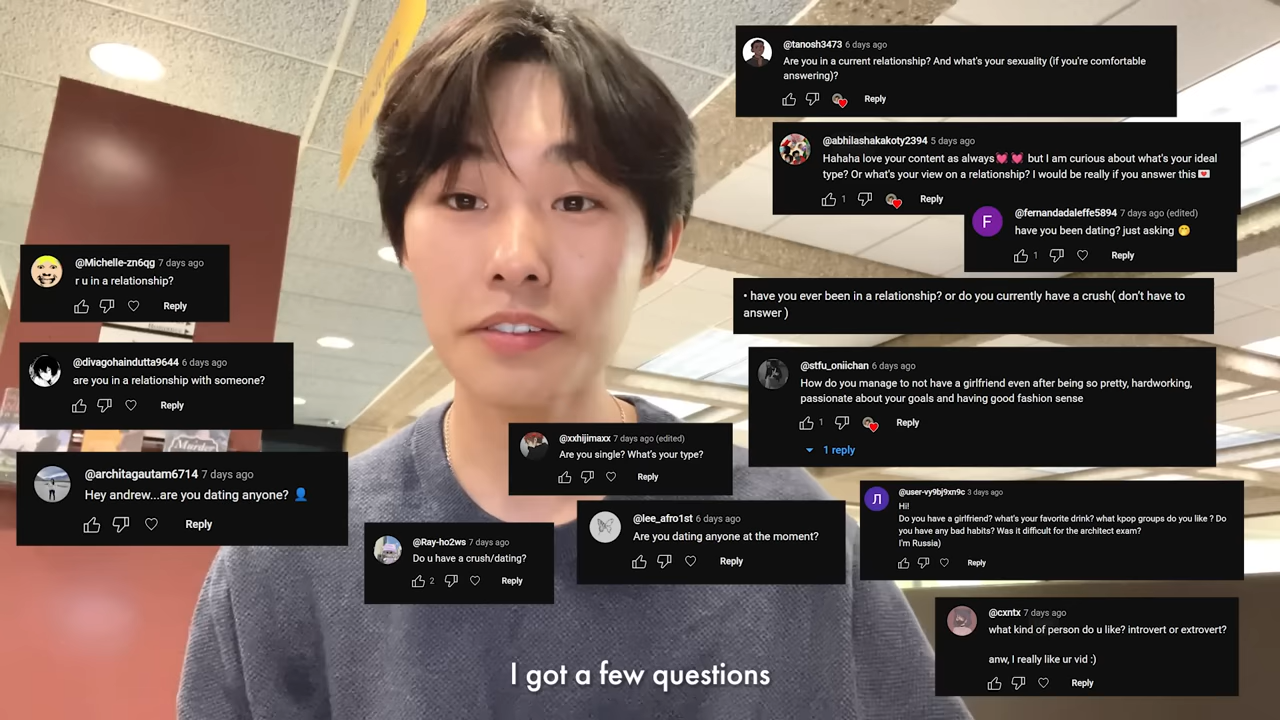 @tanosh3473 6 days ago
Are you in a current relationship? And what's your sexuality (if you're comfortable
answering)?
Reply
@abhilashakakoty2394 5 days ago
Hahaha love your content as always💓💓 but I am curious about what's your ideal
type? Or what's your view on a relationship? I would be really if you answer this💌
1 Reply
F
@fernandadaleffe5894 7 days ago (edited)
have you been dating? just asking 🤭
1 Reply
@Michelle-zn6qg 7 days ago
r u in a relationship?
Reply
• have you ever been in a relationship? or do you currently have a crush( don't have to
answer )
@divagohaindutta9644 6 days ago
are you in a relationship with someone?
Reply
@stfu_oniichan 6 days ago
How do you manage to not have a girlfriend even after being so pretty, hardworking,
passionate about your goals and having good fashion sense
1 Reply
1 reply
Murder
@architagautam6714 7 days ago
Hey andrew...are you dating anyone? 👤
Reply
@xxhijimaxx 7 days ago (edited)
Are you single? What's your type?
Reply
@Ray-ho2ws 7 days ago
Do u have a crush/dating?
2 Reply
@lee_afro1st 6 days ago
Are you dating anyone at the moment?
Reply
Л
@user-vy9bj9xn9c 3 days ago
Hi!
Do you have a girlfriend? what's your favorite drink? what kpop groups do you like ? Do
you have any bad habits? Was it difficult for the architect exam?
I'm Russia)
Reply
@cxntx 7 days ago
what kind of person do u like? introvert or extrovert?
anw, I really like ur vid :)
Reply
I got a few questions